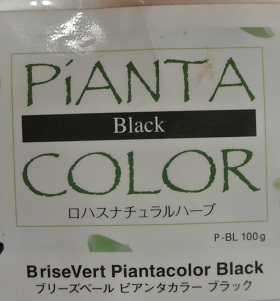 PiANTA
Black
COLOR
ロハスナチュラルハーブ
P-BL 100g
BriseVert Piantacolor Black
ブリーズベール ピアンタカラー ブラック